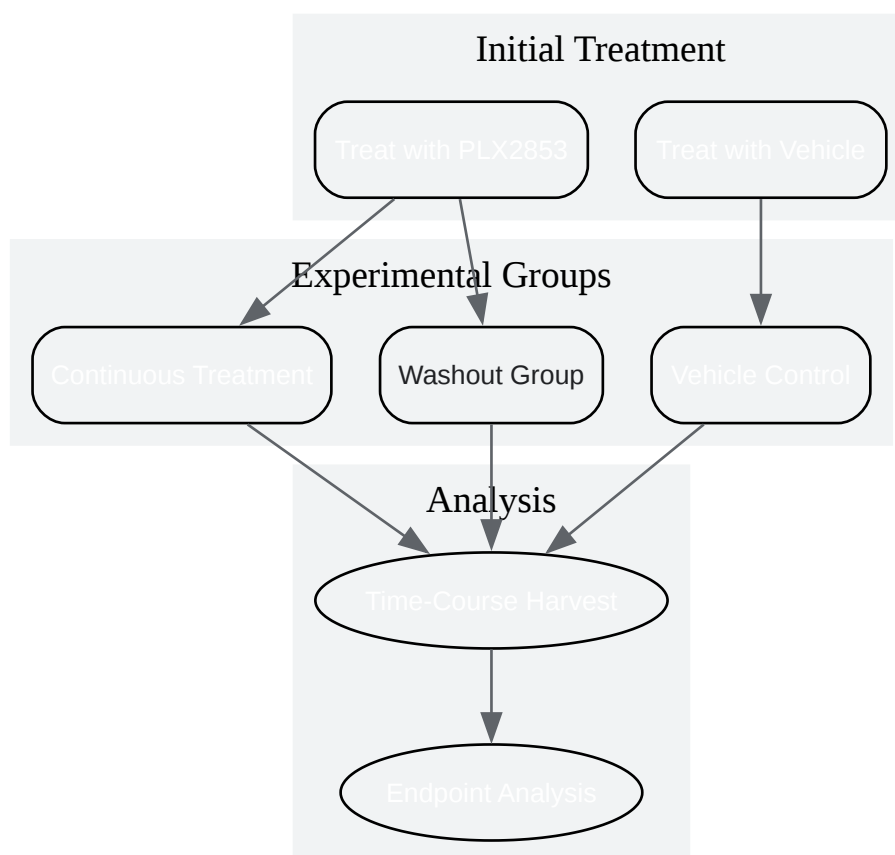 Initial Treatment
Treat with PLX2853
Treat with Vehicle
Experimental Groups
Continuous Treatment
Washout Group
Vehicle Control
Analysis
Time-Course Harvest
Endpoint Analysis